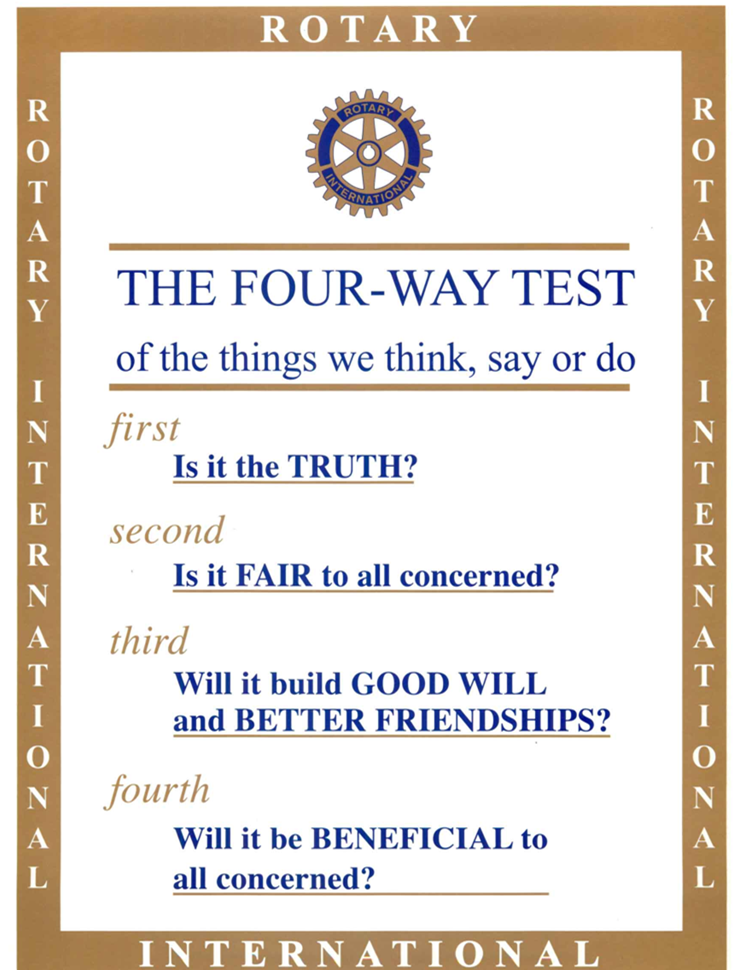 ROTARY
ROTARY INTERNATIONAL
ROTARY INTERNATIONAL
ROTARY
INTERNATIONAL
THE FOUR-WAY TEST
of the things we think, say or do
first
Is it the TRUTH?
second
Is it FAIR to all concerned?
third
Will it build GOOD WILL
and BETTER FRIENDSHIPS?
fourth
Will it be BENEFICIAL to
all concerned?
INTERNATIONAL